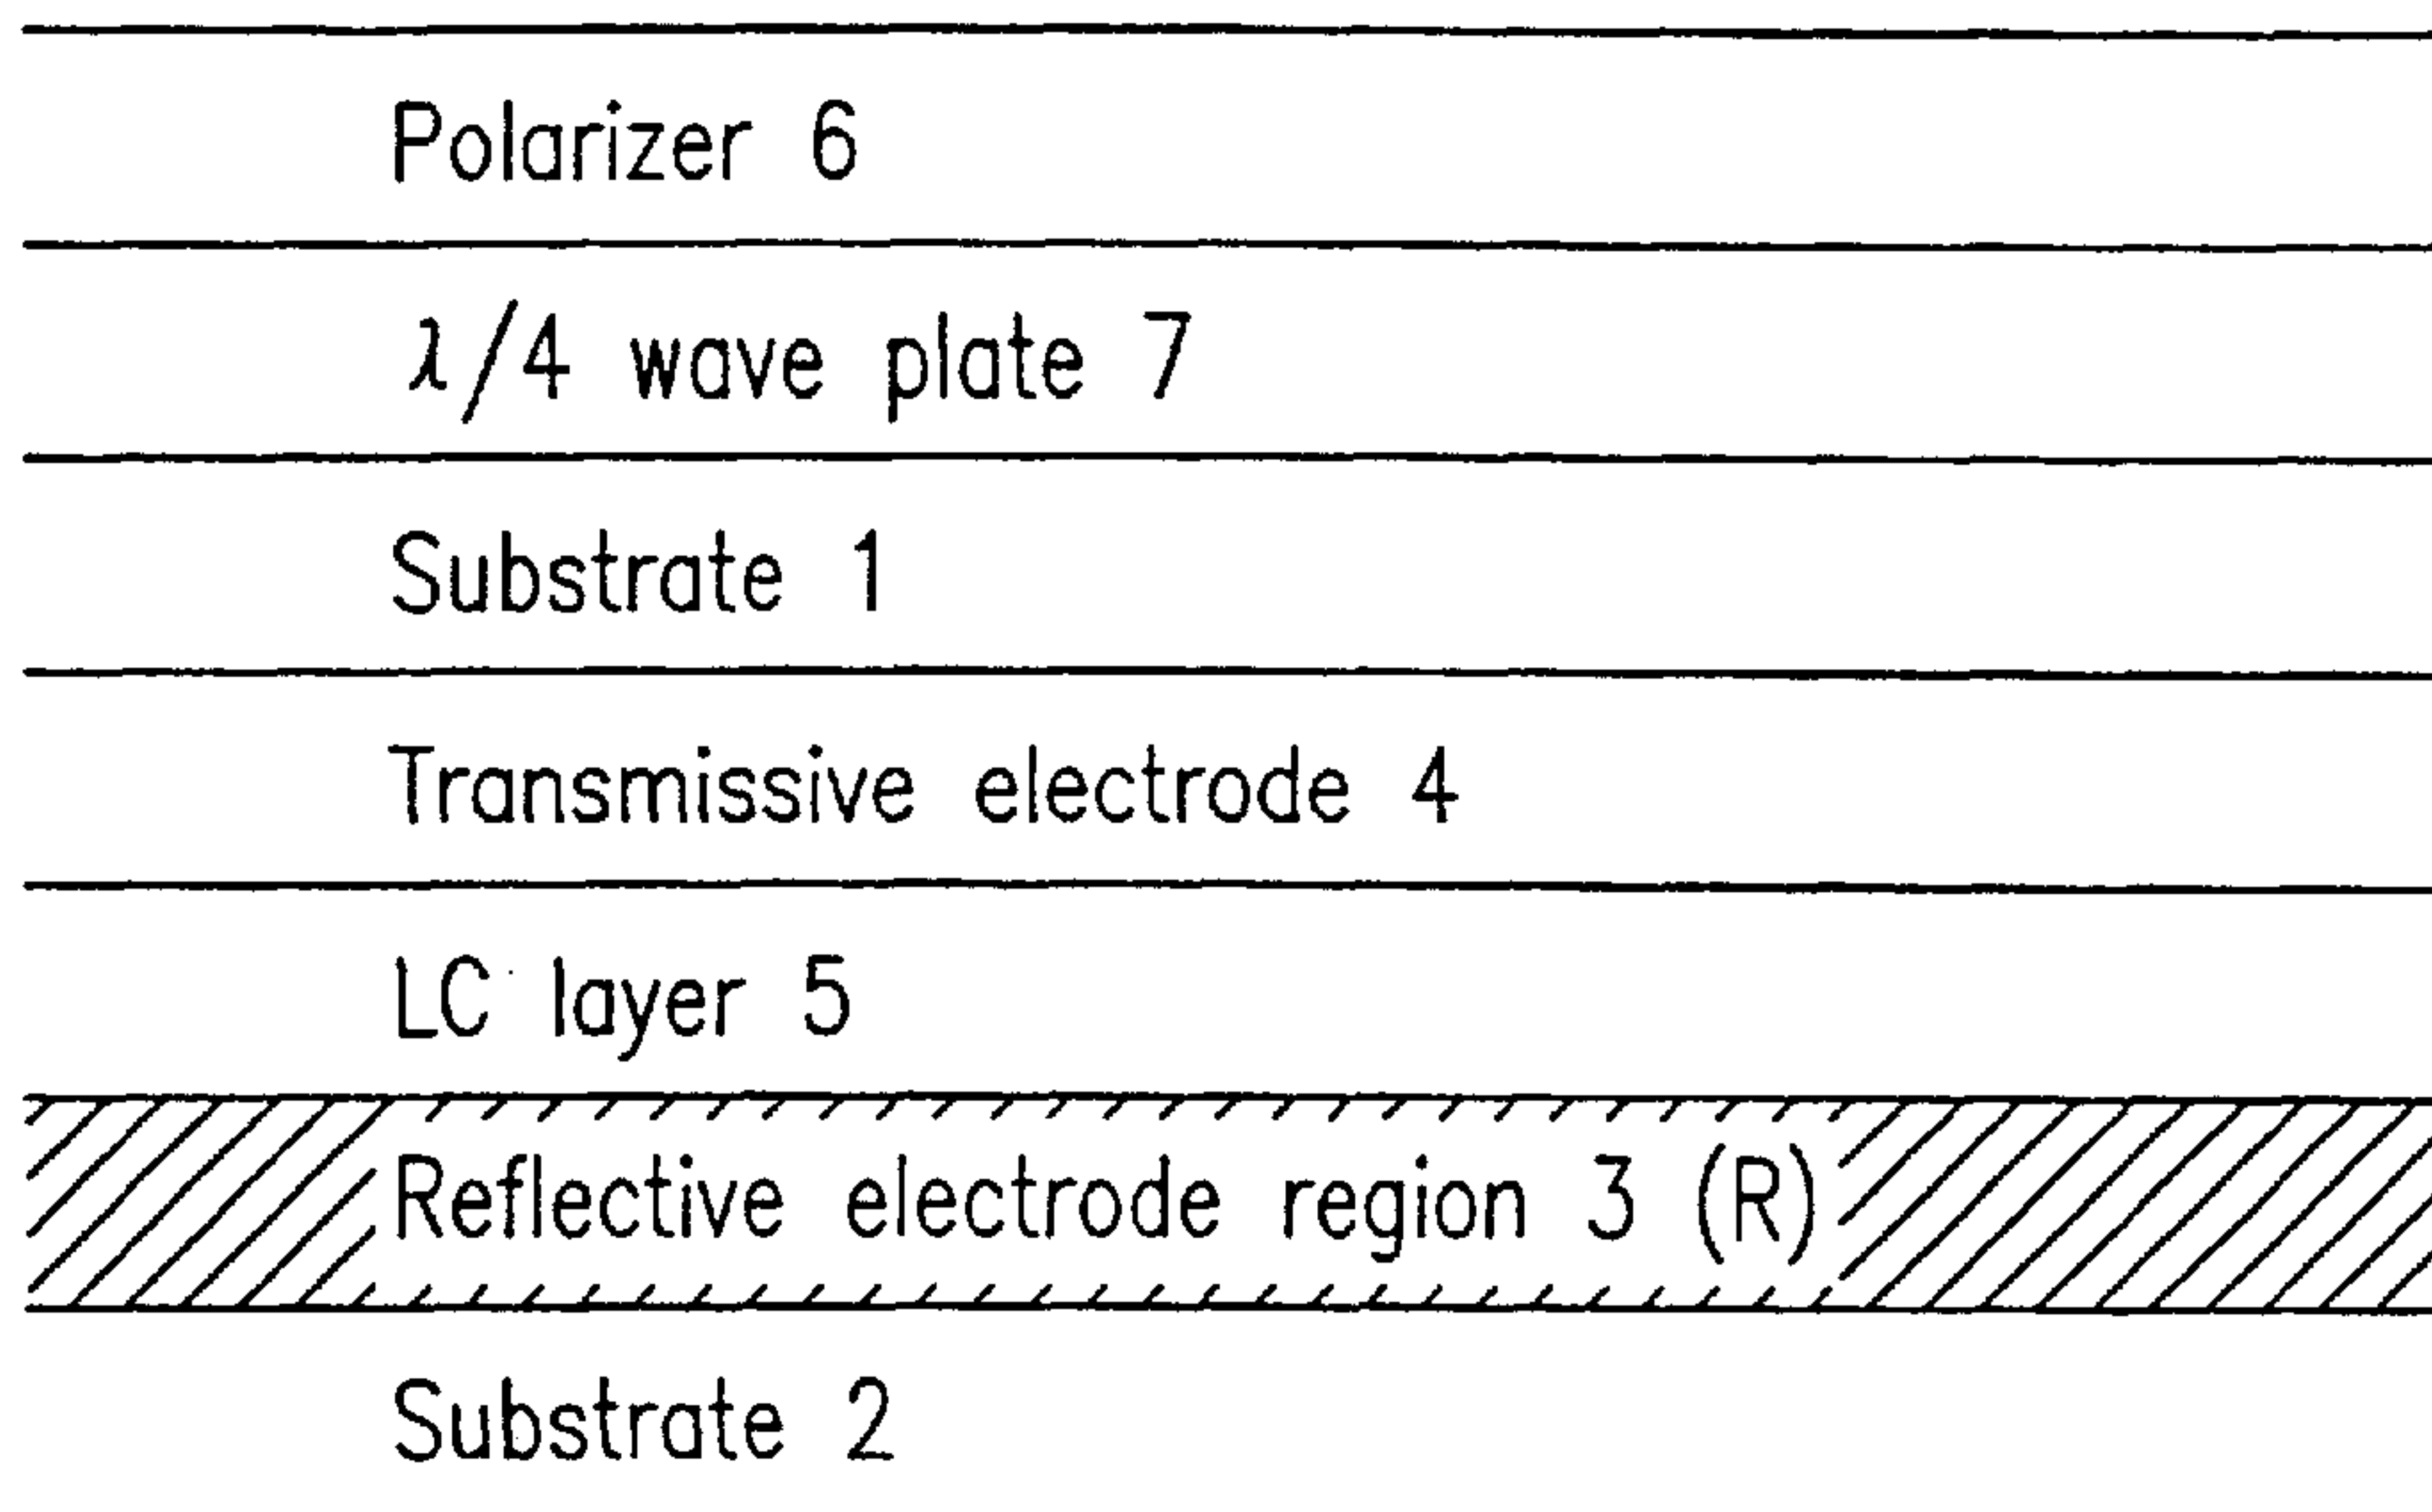 Polarizer 6
λ/4 wave plate 7
Substrate 1
Transmissive electrode 4
LC layer 5
Reflective electrode region 3 (R)
Substrate 2